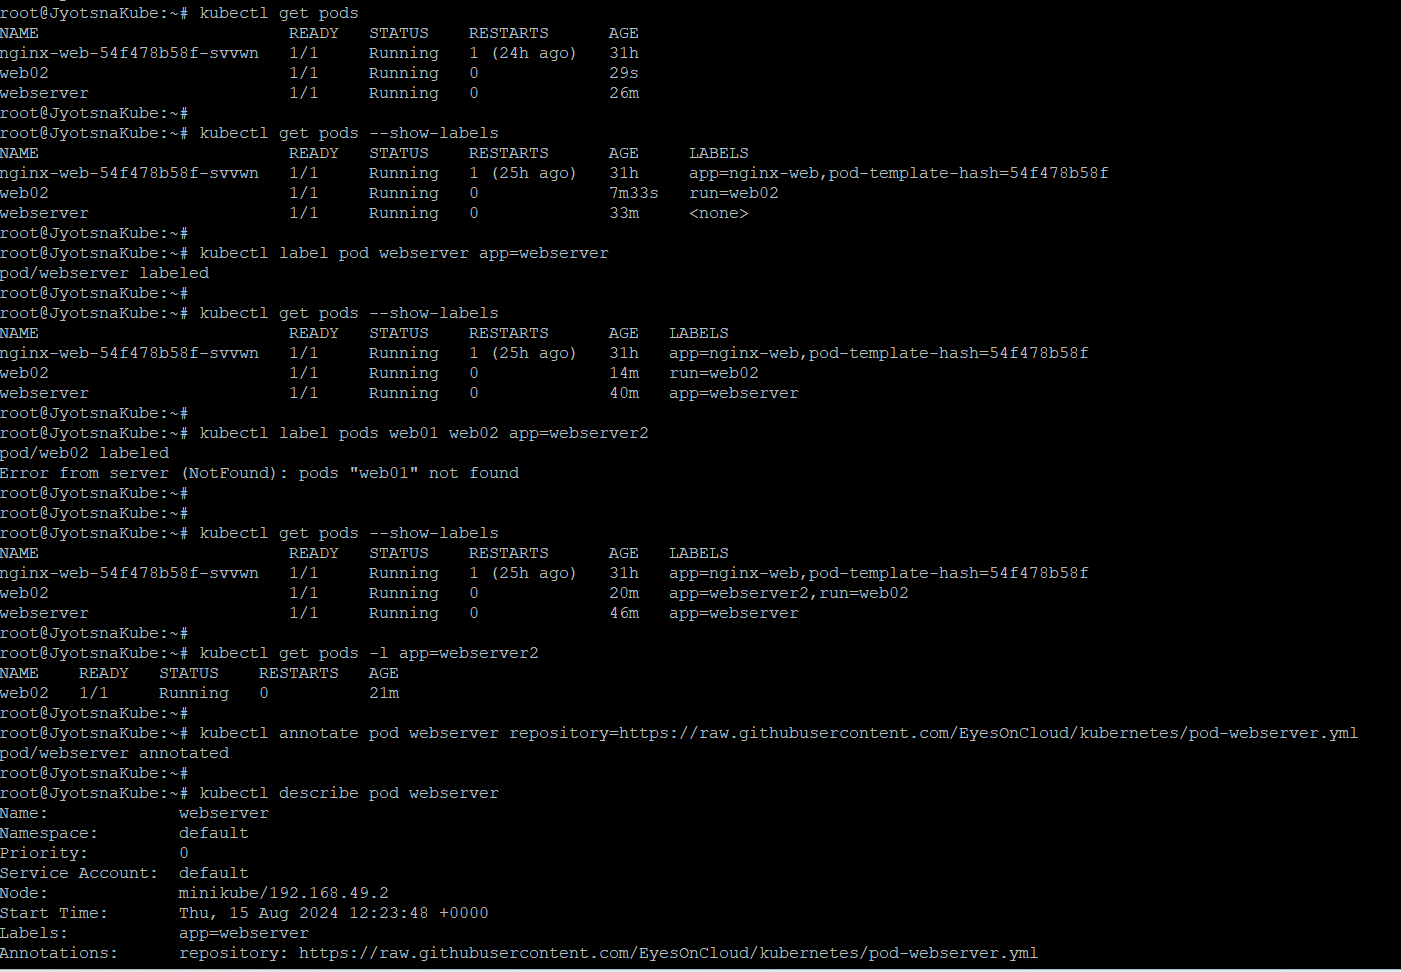 root@JyotsnaKube:~# kubectl get pods
NAME                         READY   STATUS    RESTARTS      AGE
nginx-web-54f478b58f-svvwn   1/1     Running   1 (24h ago)   31h
web02                        1/1     Running   0             29s
webserver                    1/1     Running   0             26m
root@JyotsnaKube:~#
root@JyotsnaKube:~# kubectl get pods --show-labels
NAME                         READY   STATUS    RESTARTS      AGE     LABELS
nginx-web-54f478b58f-svvwn   1/1     Running   1 (25h ago)   31h     app=nginx-web,pod-template-hash=54f478b58f
web02                        1/1     Running   0             7m33s   run=web02
webserver                    1/1     Running   0             33m     <none>
root@JyotsnaKube:~#
root@JyotsnaKube:~# kubectl label pod webserver app=webserver
pod/webserver labeled
root@JyotsnaKube:~#
root@JyotsnaKube:~# kubectl get pods --show-labels
NAME                         READY   STATUS    RESTARTS      AGE   LABELS
nginx-web-54f478b58f-svvwn   1/1     Running   1 (25h ago)   31h   app=nginx-web,pod-template-hash=54f478b58f
web02                        1/1     Running   0             14m   run=web02
webserver                    1/1     Running   0             40m   app=webserver
root@JyotsnaKube:~#
root@JyotsnaKube:~# kubectl label pods web01 web02 app=webserver2
pod/web02 labeled
Error from server (NotFound): pods "web01" not found
root@JyotsnaKube:~#
root@JyotsnaKube:~#
root@JyotsnaKube:~# kubectl get pods --show-labels
NAME                         READY   STATUS    RESTARTS      AGE   LABELS
nginx-web-54f478b58f-svvwn   1/1     Running   1 (25h ago)   31h   app=nginx-web,pod-template-hash=54f478b58f
web02                        1/1     Running   0             20m   app=webserver2,run=web02
webserver                    1/1     Running   0             46m   app=webserver
root@JyotsnaKube:~#
root@JyotsnaKube:~# kubectl get pods -l app=webserver2
NAME    READY   STATUS    RESTARTS   AGE
web02   1/1     Running   0          21m
root@JyotsnaKube:~#
root@JyotsnaKube:~# kubectl annotate pod webserver repository=https://raw.githubusercontent.com/EyesOnCloud/kubernetes/pod-webserver.yml
pod/webserver annotated
root@JyotsnaKube:~#
root@JyotsnaKube:~# kubectl describe pod webserver
Name:             webserver
Namespace:        default
Priority:         0
Service Account:  default
Node:             minikube/192.168.49.2
Start Time:       Thu, 15 Aug 2024 12:23:48 +0000
Labels:           app=webserver
Annotations:      repository: https://raw.githubusercontent.com/EyesOnCloud/kubernetes/pod-webserver.yml